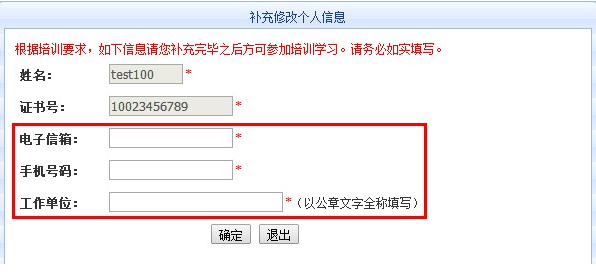 补充修改个人信息
根据培训要求，如下信息请您补充完毕之后方可参加培训学习。请务必如实填写。
姓名： test100 *
证书号： 10023456789 *
电子信箱： *
手机号码： *
工作单位： *（以公章文字全称填写）
确定 退出